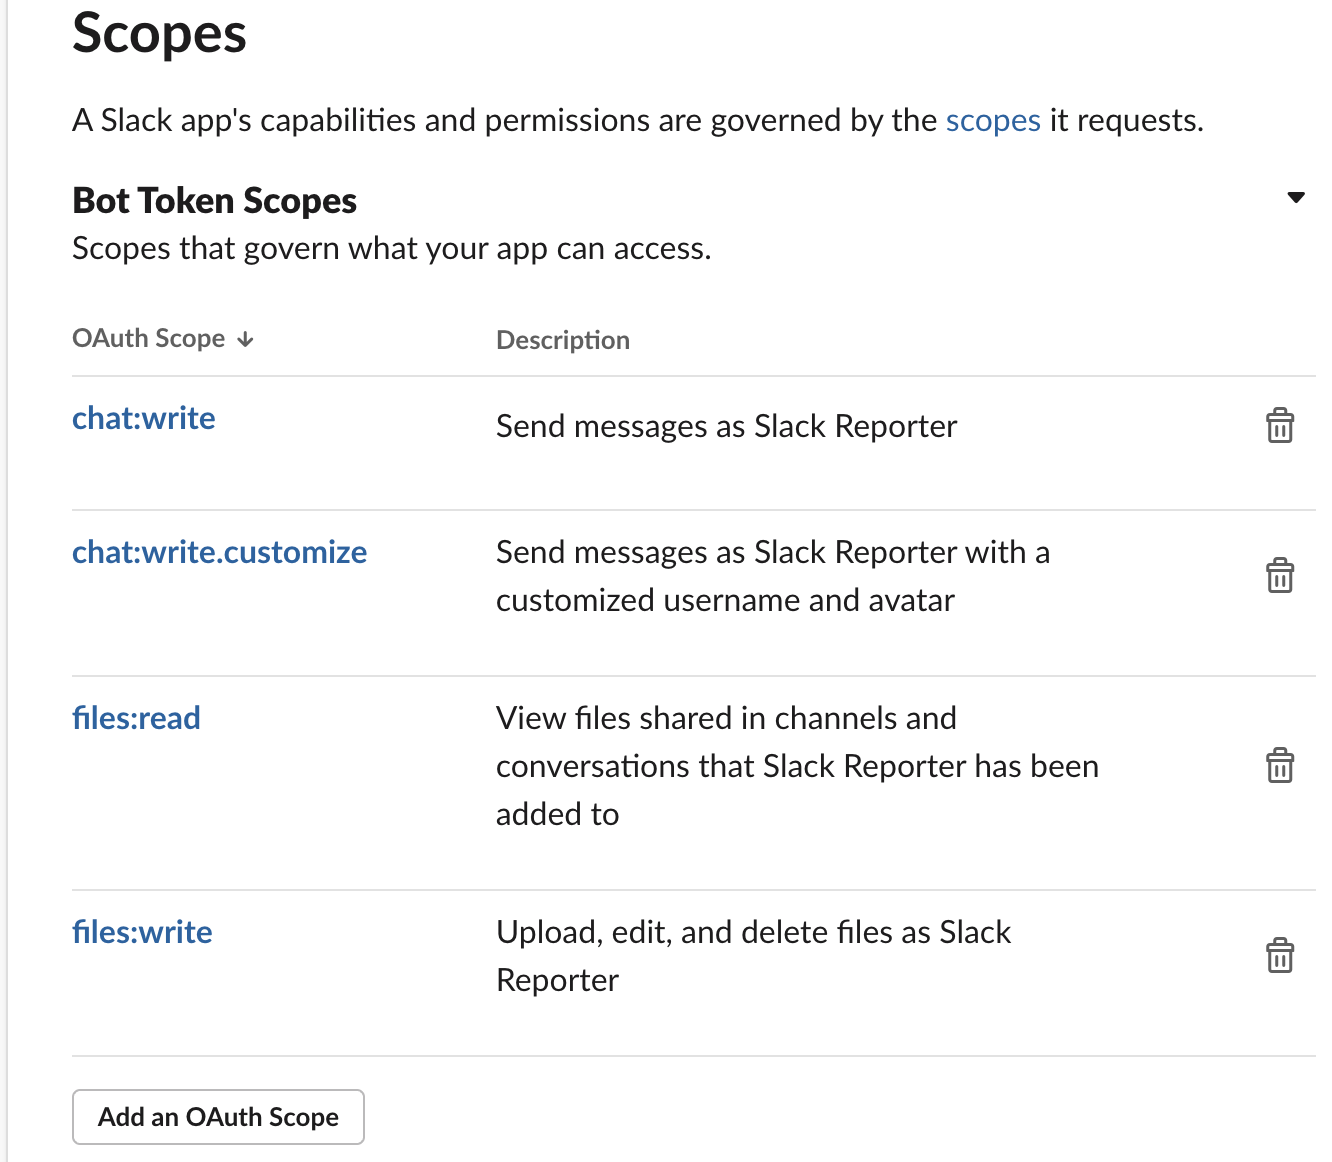 Scopes
A Slack app's capabilities and permissions are governed by the scopes it requests.
Bot Token Scopes
Scopes that govern what your app can access.
OAuth Scope ↓
Description
chat:write
Send messages as Slack Reporter
chat:write.customize
Send messages as Slack Reporter with a
customized username and avatar
files:read
View files shared in channels and
conversations that Slack Reporter has been
added to
files:write
Upload, edit, and delete files as Slack
Reporter
Add an OAuth Scope